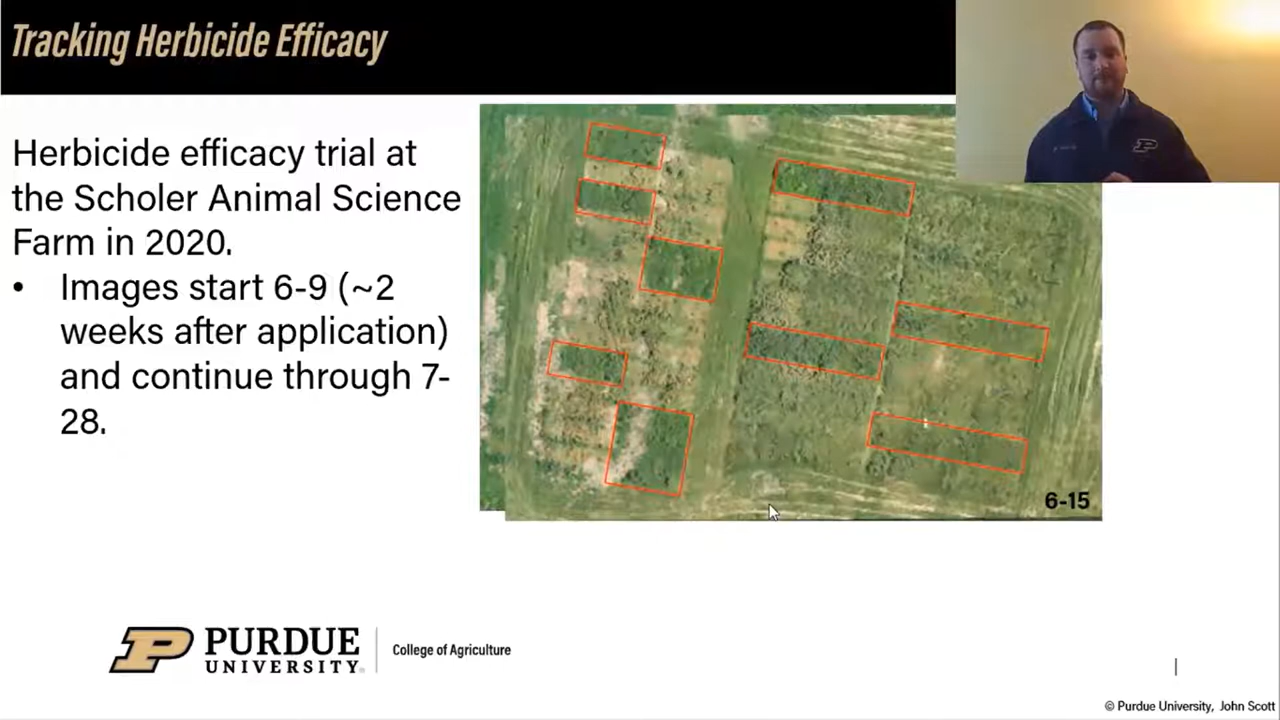 Tracking Herbicide Efficacy
Herbicide efficacy trial at
the Scholer Animal Science
Farm in 2020.
• Images start 6-9 (~2
weeks after application)
and continue through 7-
28.
6-15
P PURDUE
UNIVERSITY®
College of Agriculture
© Purdue University, John Scott